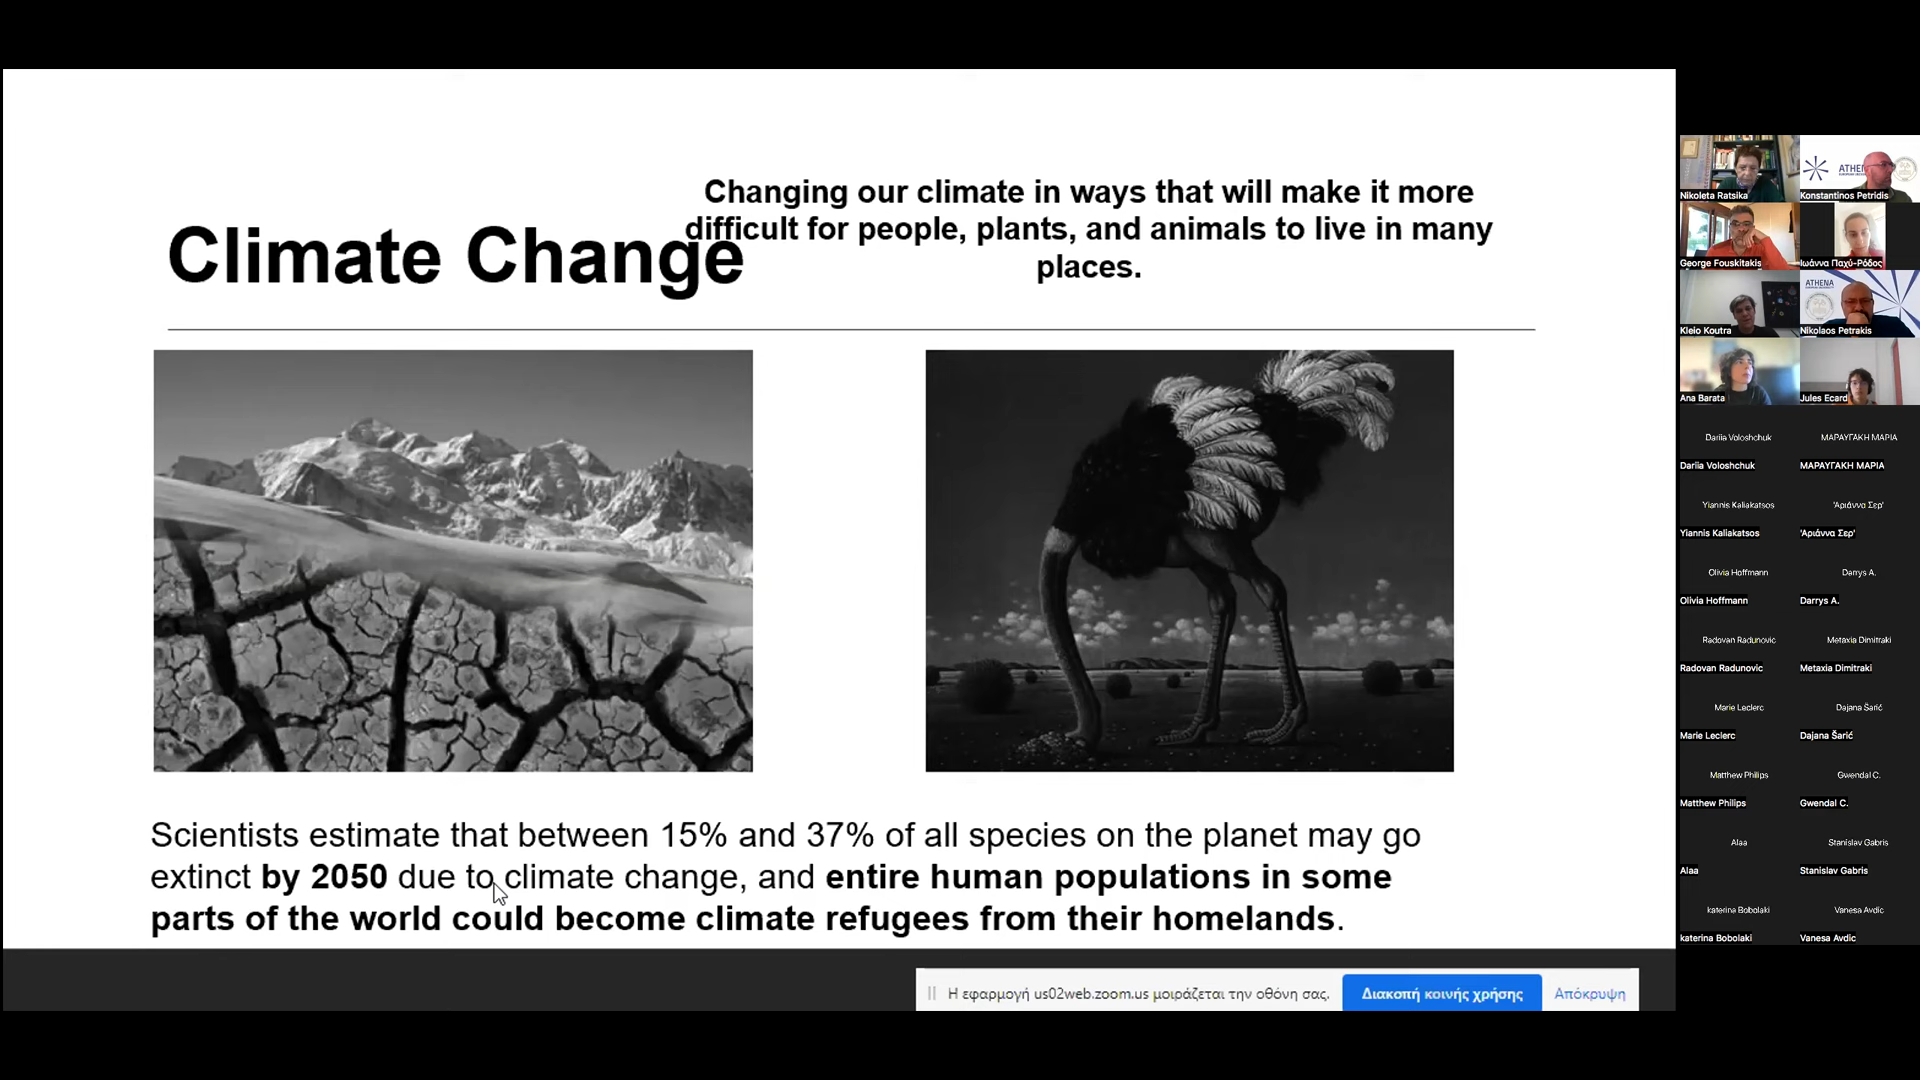 Changing our climate in ways that will make it more
difficult for people, plants, and animals to live in many
places.
Climate Change
Scientists estimate that between 15% and 37% of all species on the planet may go
extinct by 2050 due to climate change, and entire human populations in some
parts of the world could become climate refugees from their homelands.
Η εφαρμογή us02web.zoom.us μοιράζεται την οθόνη σας.
Διακοπή κοινής χρήσης
Απόκρυψη
Nikoleta Ratsika
Konstantinos Petridis
George Fouskitakis
Ιωάννα Παχύ-Ρόδος
ATHENA
Kleio Koutra
Nikolaos Petrakis
Ana Barata
Jules Ecard
Dariia Voloshchuk
ΜΑΡΑΥΓΑΚΗ ΜΑΡΙΑ
Dariia Voloshchuk
ΜΑΡΑΥΓΑΚΗ ΜΑΡΙΑ
Yiannis Kaliakatsos
'Αριάννα Σερ'
Yiannis Kaliakatsos
'Αριάννα Σερ'
Olivia Hoffmann
Darrys A.
Olivia Hoffmann
Darrys A.
Radovan Radunovic
Metaxia Dimitraki
Radovan Radunovic
Metaxia Dimitraki
Marie Leclerc
Dajana Šarić
Marie Leclerc
Dajana Šarić
Matthew Philips
Gwendal C.
Matthew Philips
Gwendal C.
Alaa
Stanislav Gabris
Alaa
Stanislav Gabris
katerina Bobolaki
Vanesa Avdic
katerina Bobolaki
Vanesa Avdic